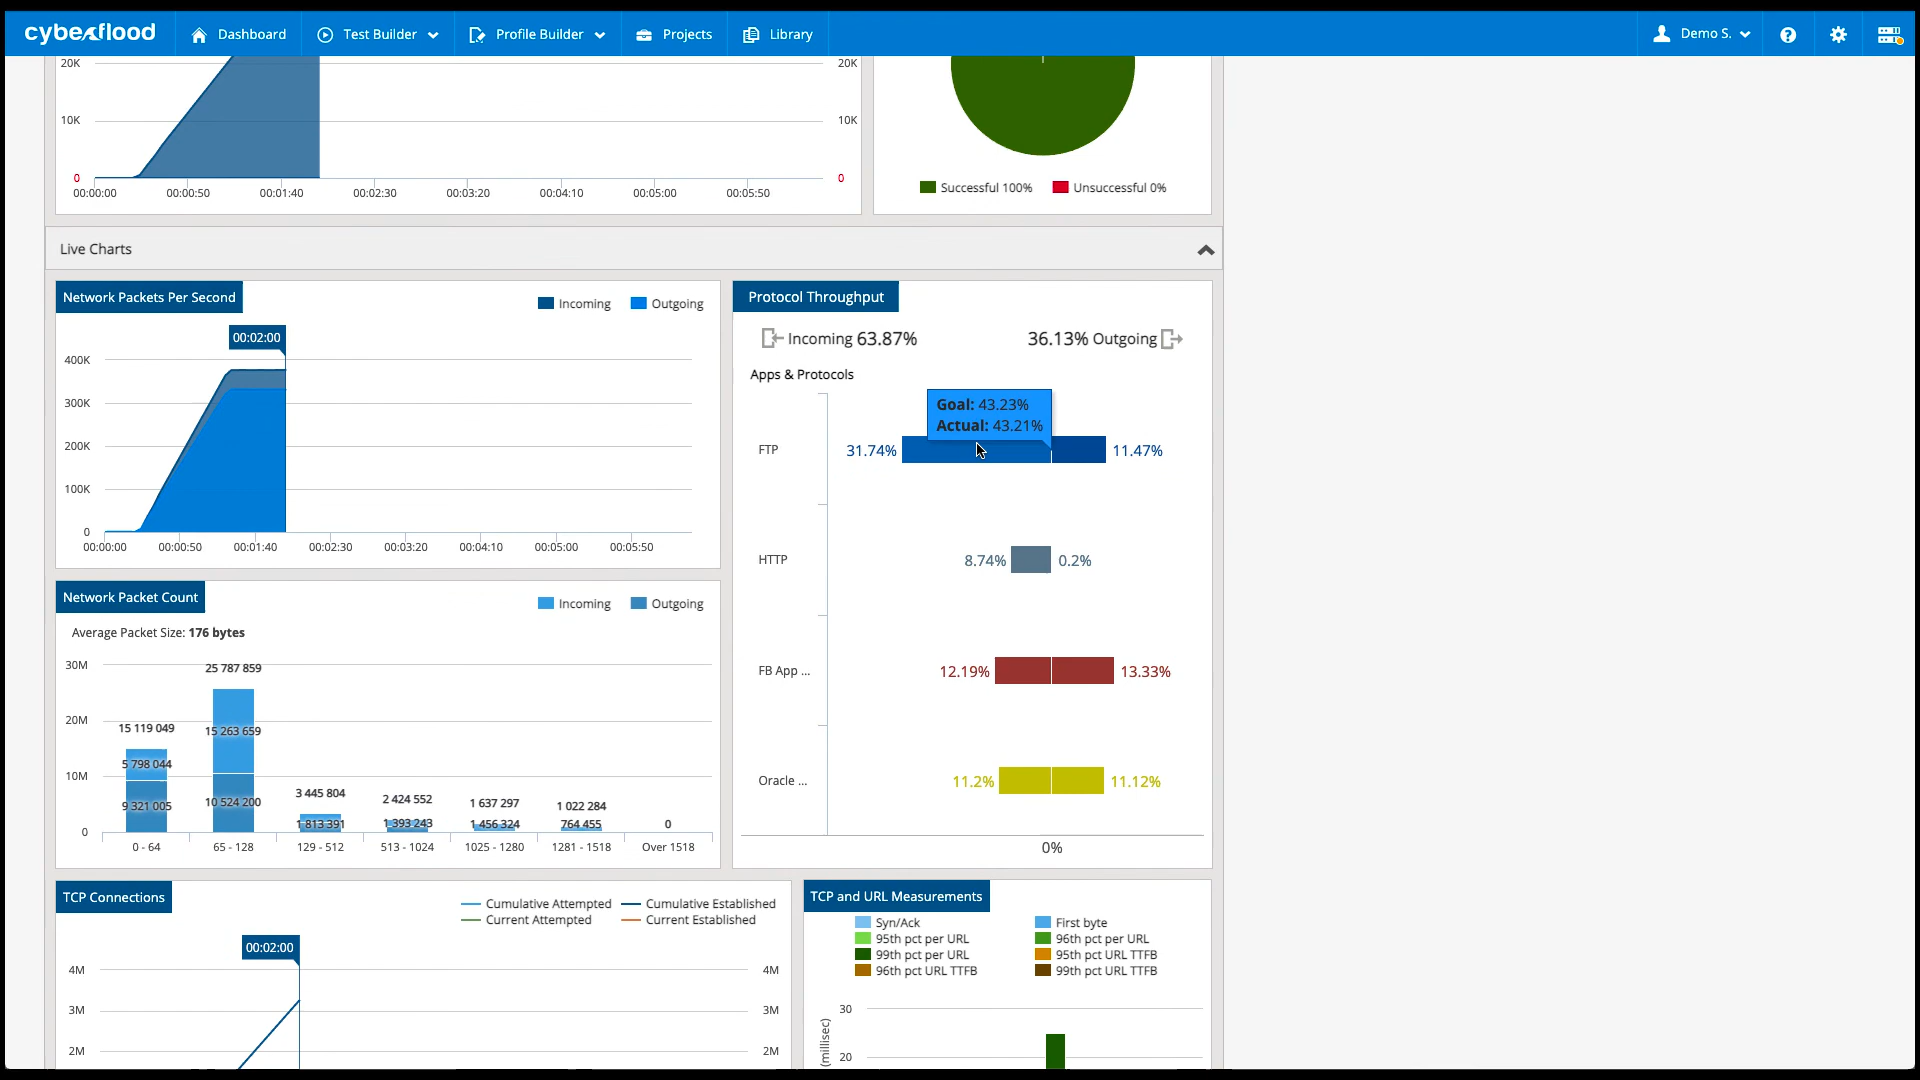 cyberflood Dashboard Test Builder Profile Builder Projects Library Demo S.
20K 20K
10K 10K
0 0
00:00:00 00:00:50 00:01:40 00:02:30 00:03:20 00:04:10 00:05:00 00:05:50
Successful 100% Unsuccessful 0%
Live Charts
Network Packets Per Second
Incoming Outgoing
00:02:00
400K
300K
200K
100K
0
00:00:00 00:00:50 00:01:40 00:02:30 00:03:20 00:04:10 00:05:00 00:05:50
Protocol Throughput
Incoming 63.87% 36.13% Outgoing
Apps & Protocols
Goal: 43.23%
Actual: 43.21%
FTP 31.74% 11.47%
HTTP 8.74% 0.2%
FB App ... 12.19% 13.33%
Oracle ... 11.2% 11.12%
0%
Network Packet Count
Incoming Outgoing
Average Packet Size: 176 bytes
30M
20M
10M
0
15 119 049
5 798 044
9 321 005
25 787 859
15 263 659
10 524 200
3 445 804
1 813 391
2 424 552
1 393 243
1 637 297
1 456 324
1 022 284
764 455
0
0 - 64 65 - 128 129 - 512 513 - 1024 1025 - 1280 1281 - 1518 Over 1518
TCP Connections
Cumulative Attempted Cumulative Established
Current Attempted Current Established
00:02:00
4M 4M
3M 3M
2M 2M
TCP and URL Measurements
Syn/Ack First byte
95th pct per URL 96th pct per URL
99th pct per URL 95th pct URL TTFB
96th pct URL TTFB 99th pct URL TTFB
30
20
(millisec)